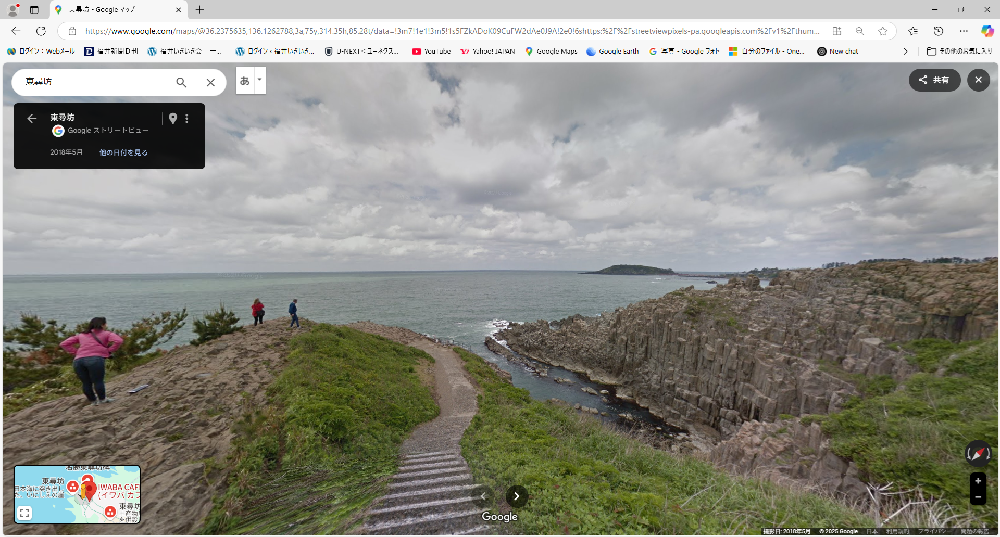 東尋坊 - Google マップ
https://www.google.com/maps/@36.2375635,136.1262788,3a,75y,314.35h,85.28t/data=!3m7!1e1!3m5!1s5FZkADoK09CuFW2dAe0J9A!2e0!6shttps:%2F%2Fstreetviewpixels-pa.googleapis.com%2Fv1%2Fthum...
ログイン：Webメール 福井新聞Ｄ刊 福井いきいき会 – 一... ログイン ‹ 福井いきいき... U-NEXT＜ユーネクス... YouTube Yahoo! JAPAN Google Maps Google Earth 写真 - Google フォト 自分のファイル - One... New chat その他のお気に入り
東尋坊
あ
共有
東尋坊
Google ストリートビュー
2018年5月 他の日付を見る
名勝東尋坊碑
東尋坊
日本海に突き出し
た、いにしえの崖
IWABA CAF
(イワバ カフ
東尋坊
土産物
を併設
Google
撮影日: 2018年5月 © 2025 Google 日本 利用規約 プライバシー 問題の報告